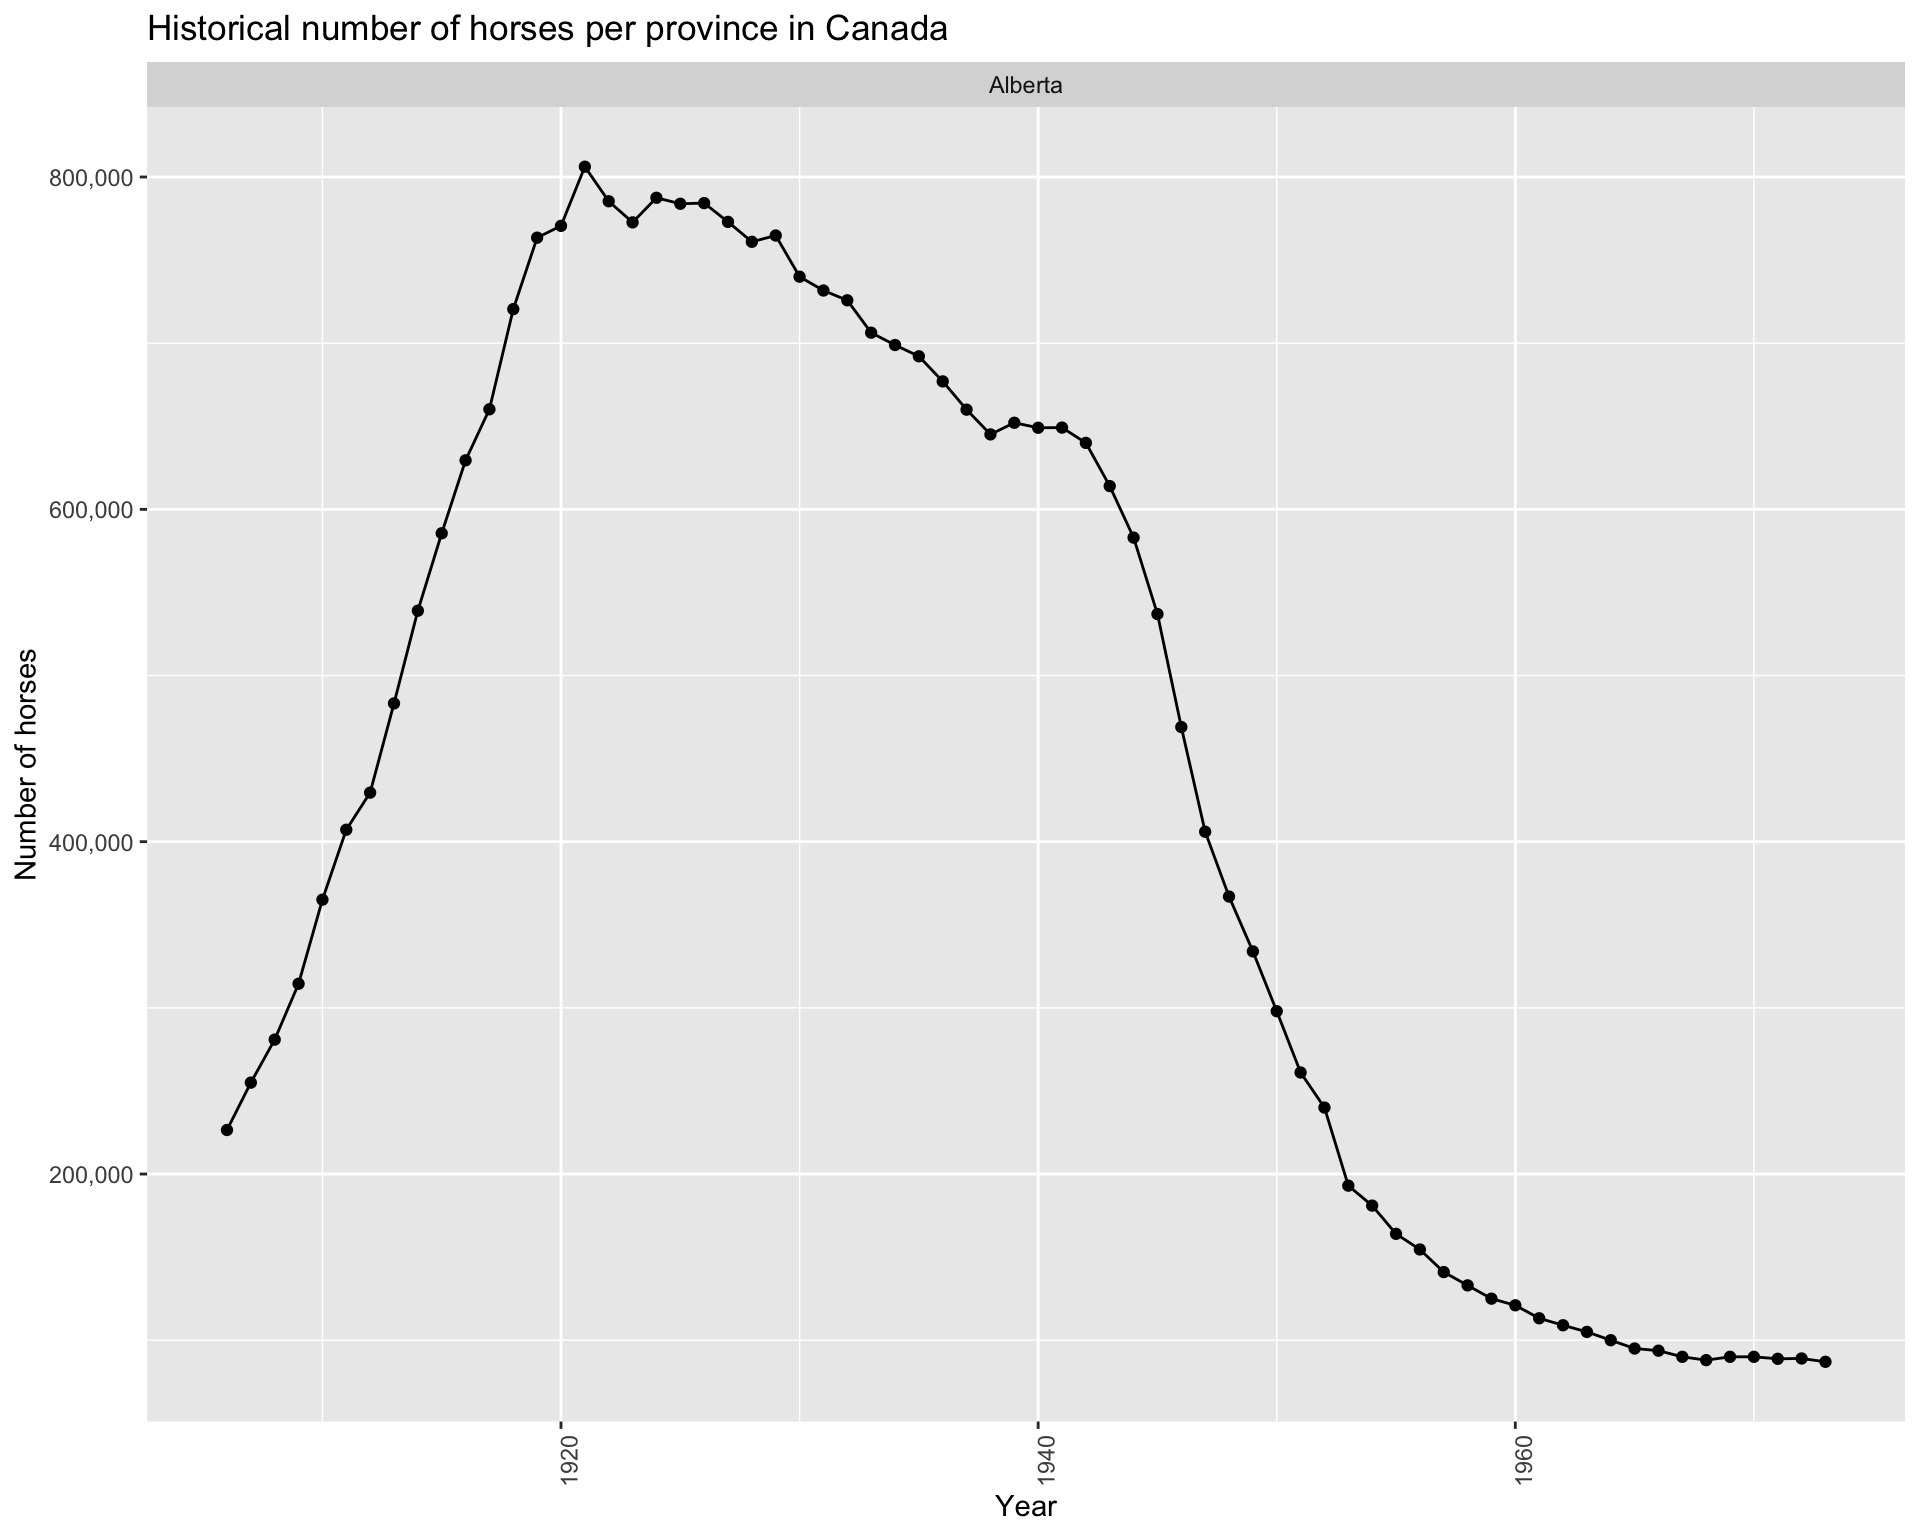 Historical number of horses per province in Canada
Alberta
800,000
600,000
400,000
200,000
Number of horses
1920
1940
1960
Year